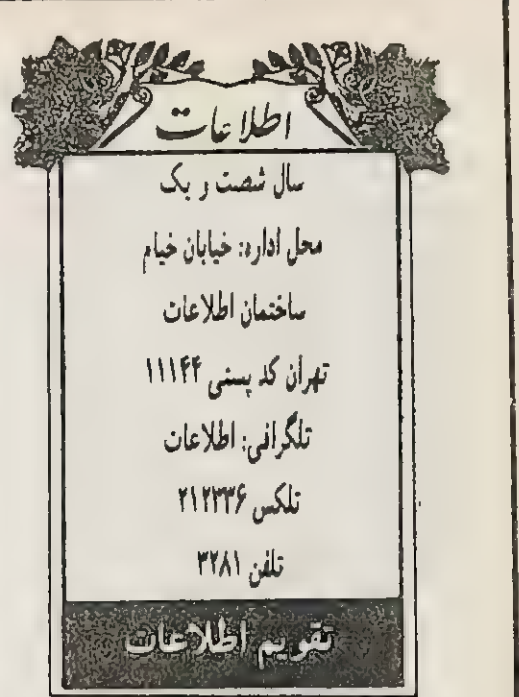 اطلاعات
سال شصت و یک
محل اداره: خیابان خیام
ساختمان اطلاعات
تهران کد پستی ۱۱۱۴۴
تلگرافی: اطلاعات
تلکس ۲۱۲۳۳۶
تلفن ۳۲۸۱
تقویم اطلاعات